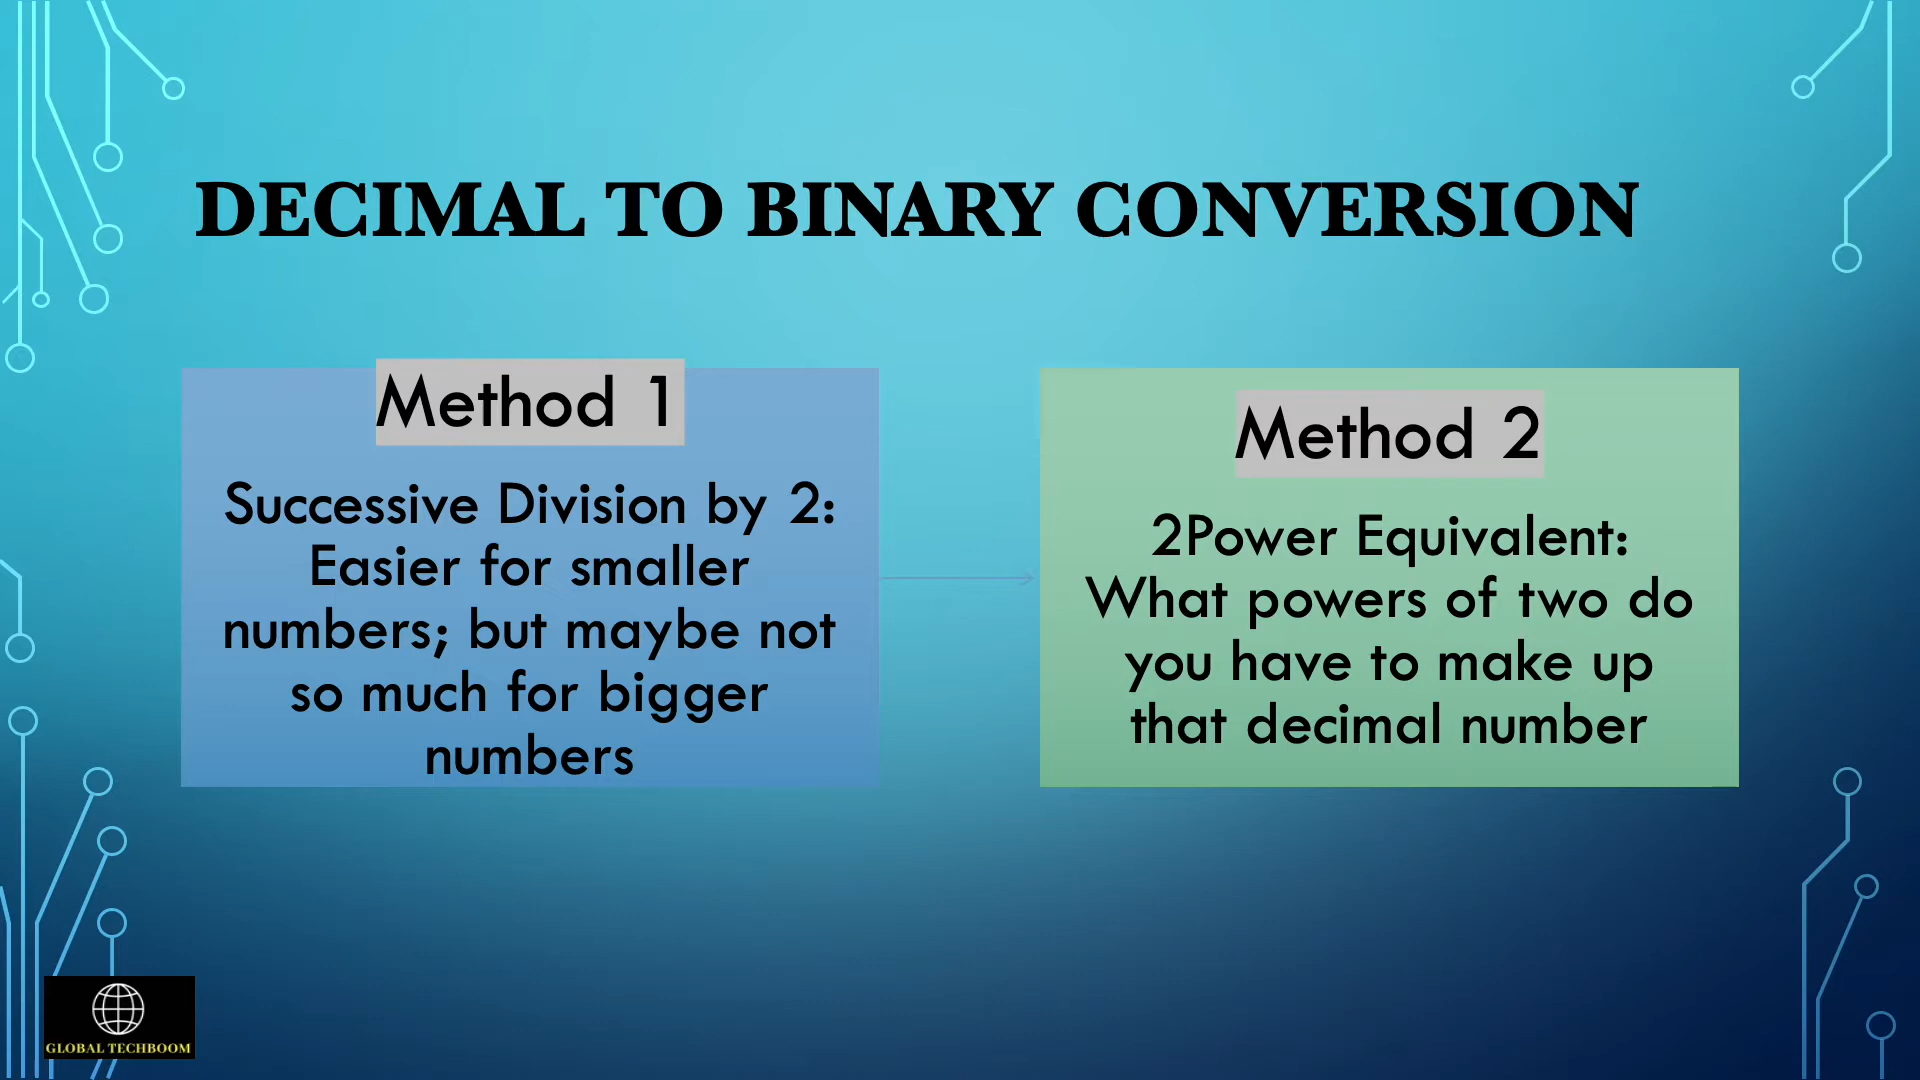 DECIMAL TO BINARY CONVERSION
Method 1
Successive Division by 2:
Easier for smaller
numbers; but maybe not
so much for bigger
numbers
Method 2
2Power Equivalent:
What powers of two do
you have to make up
that decimal number
GLOBAL TECHBOOM